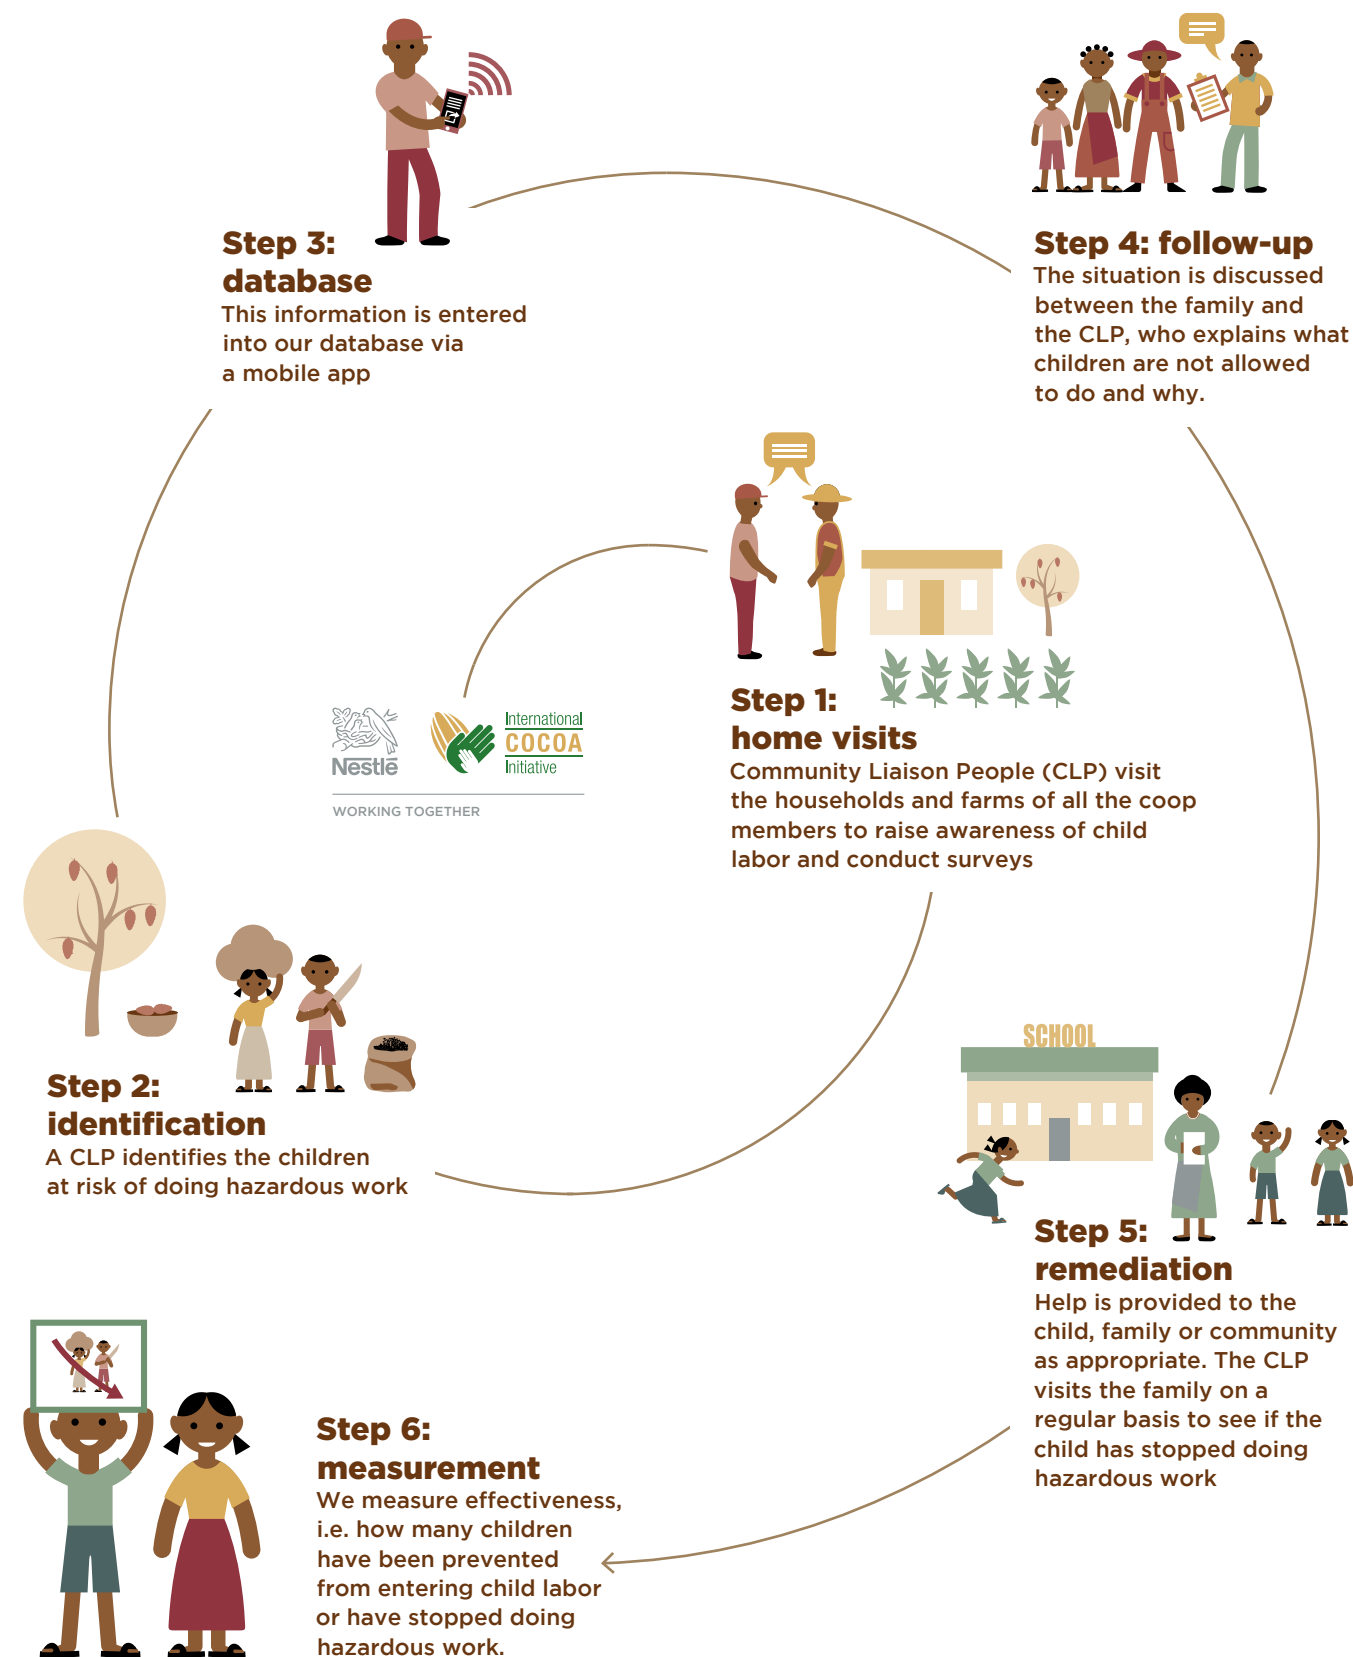 Nestlé
International
COCOA
Initiative
WORKING TOGETHER
Step 1:
home visits
Community Liaison People (CLP) visit
the households and farms of all the coop
members to raise awareness of child
labor and conduct surveys
Step 2:
identification
A CLP identifies the children
at risk of doing hazardous work
Step 3:
database
This information is entered
into our database via
a mobile app
Step 4: follow-up
The situation is discussed
between the family and
the CLP, who explains what
children are not allowed
to do and why.
SCHOOL
Step 5:
remediation
Help is provided to the
child, family or community
as appropriate. The CLP
visits the family on a
regular basis to see if the
child has stopped doing
hazardous work
Step 6:
measurement
We measure effectiveness,
i.e. how many children
have been prevented
from entering child labor
or have stopped doing
hazardous work.